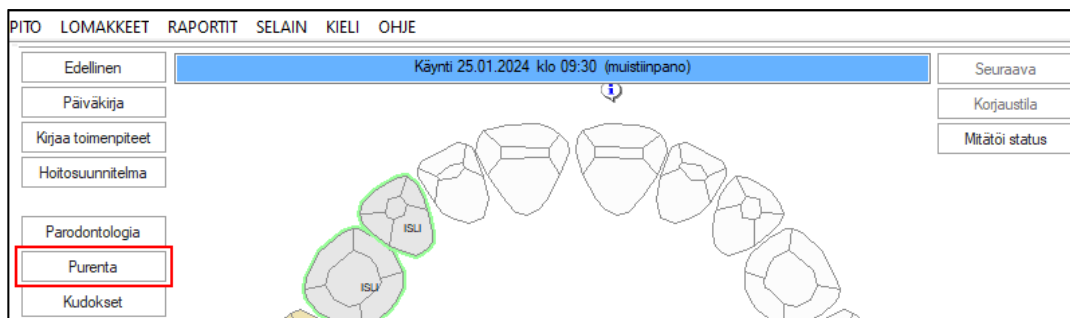 PITO LOMAKKEET RAPORTIT SELAIN KIELI OHJE
Edellinen
Käynti 25.01.2024 klo 09:30 (muistiinpano)
Seuraava
Päiväkirja
Korjaustila
Kirjaa toimenpiteet
Mitätöi status
Hoitosuunnitelma
Parodontologia
ISLI
Purenta
ISLI
Kudokset